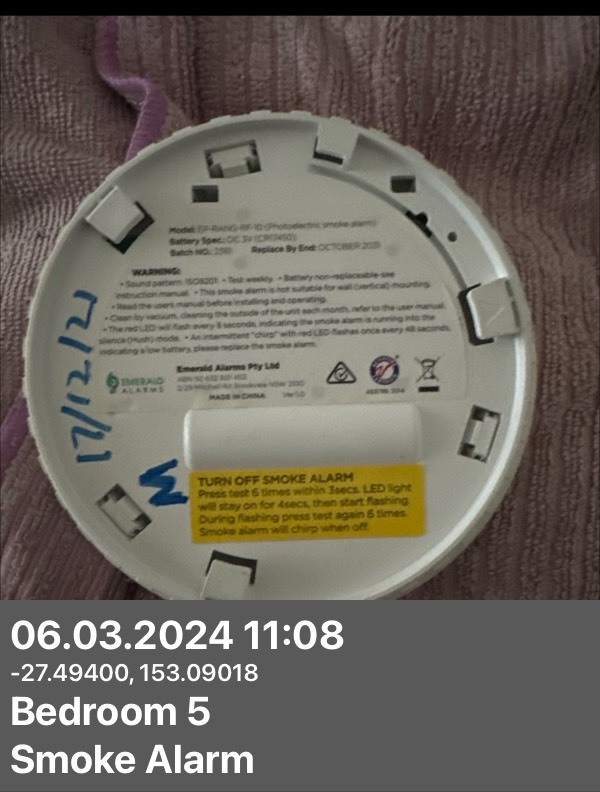 Model: EP-RANG-RF-10 (Photoelectric smoke alarm)
Battery Spec.: DC 3V (CR17450)
Batch NO.: Replace By End: OCTOBER 2031
WARNING:
• Sound pattern: ISO8201. • Test weekly. • Battery non-replaceable-see
instruction manual. • This smoke alarm is not suitable for wall (vertical) mounting.
• Read the users manual before installing and operating.
• Clean by vacuum, cleaning the outside of the unit each month, refer to the user manual.
• The red LED will flash every 8 seconds, indicating the smoke alarm is running into the
silence (Hush) mode. • An intermittent "chirp" with red LED flashes once every 48 seconds,
indicating a low battery, please replace the smoke alarm.
EMERALD
ALARMS
Emerald Alarms Pty Ltd
MADE IN CHINA
17/12/21
W
TURN OFF SMOKE ALARM
Press test 6 times within 3secs. LED light
will stay on for 4secs, then start flashing.
During flashing press test again 6 times.
Smoke alarm will chirp when off.
06.03.2024 11:08
-27.49400, 153.09018
Bedroom 5
Smoke Alarm